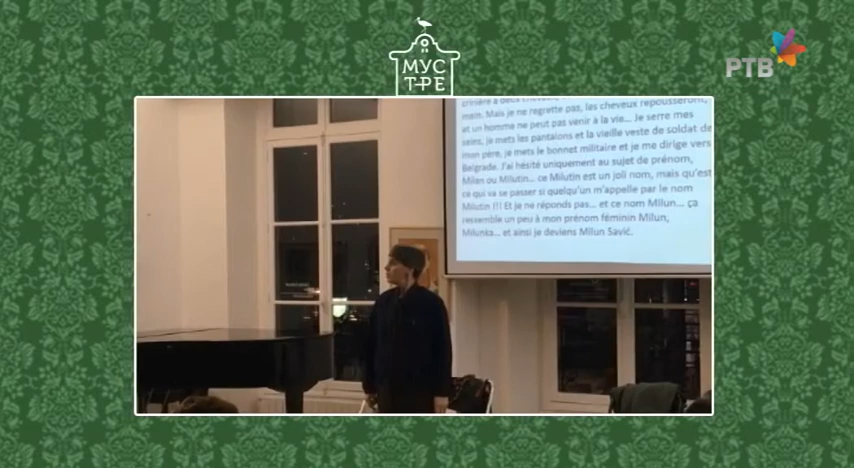 МУС
ТРЕ
РТВ
crinière à deux
main. Mais je ne regrette pas, les cheveux repousseront,
et un homme ne peut pas venir à la vie... Je serre mes
seins, je mets les pantalons et la vieille veste de soldat de
mon père, je mets le bonnet militaire et je me dirige vers
Belgrade. J'ai hésité uniquement au sujet de prénom,
Milan ou Milutin... ce Milutin est un joli nom, mais qu'est
ce qui va se passer si quelqu'un m'appelle par le nom
Milutin !!! Et je ne réponds pas... et ce nom Milun... ça
ressemble un peu à mon prénom féminin Milun,
Milunka... et ainsi je deviens Milun Savić.